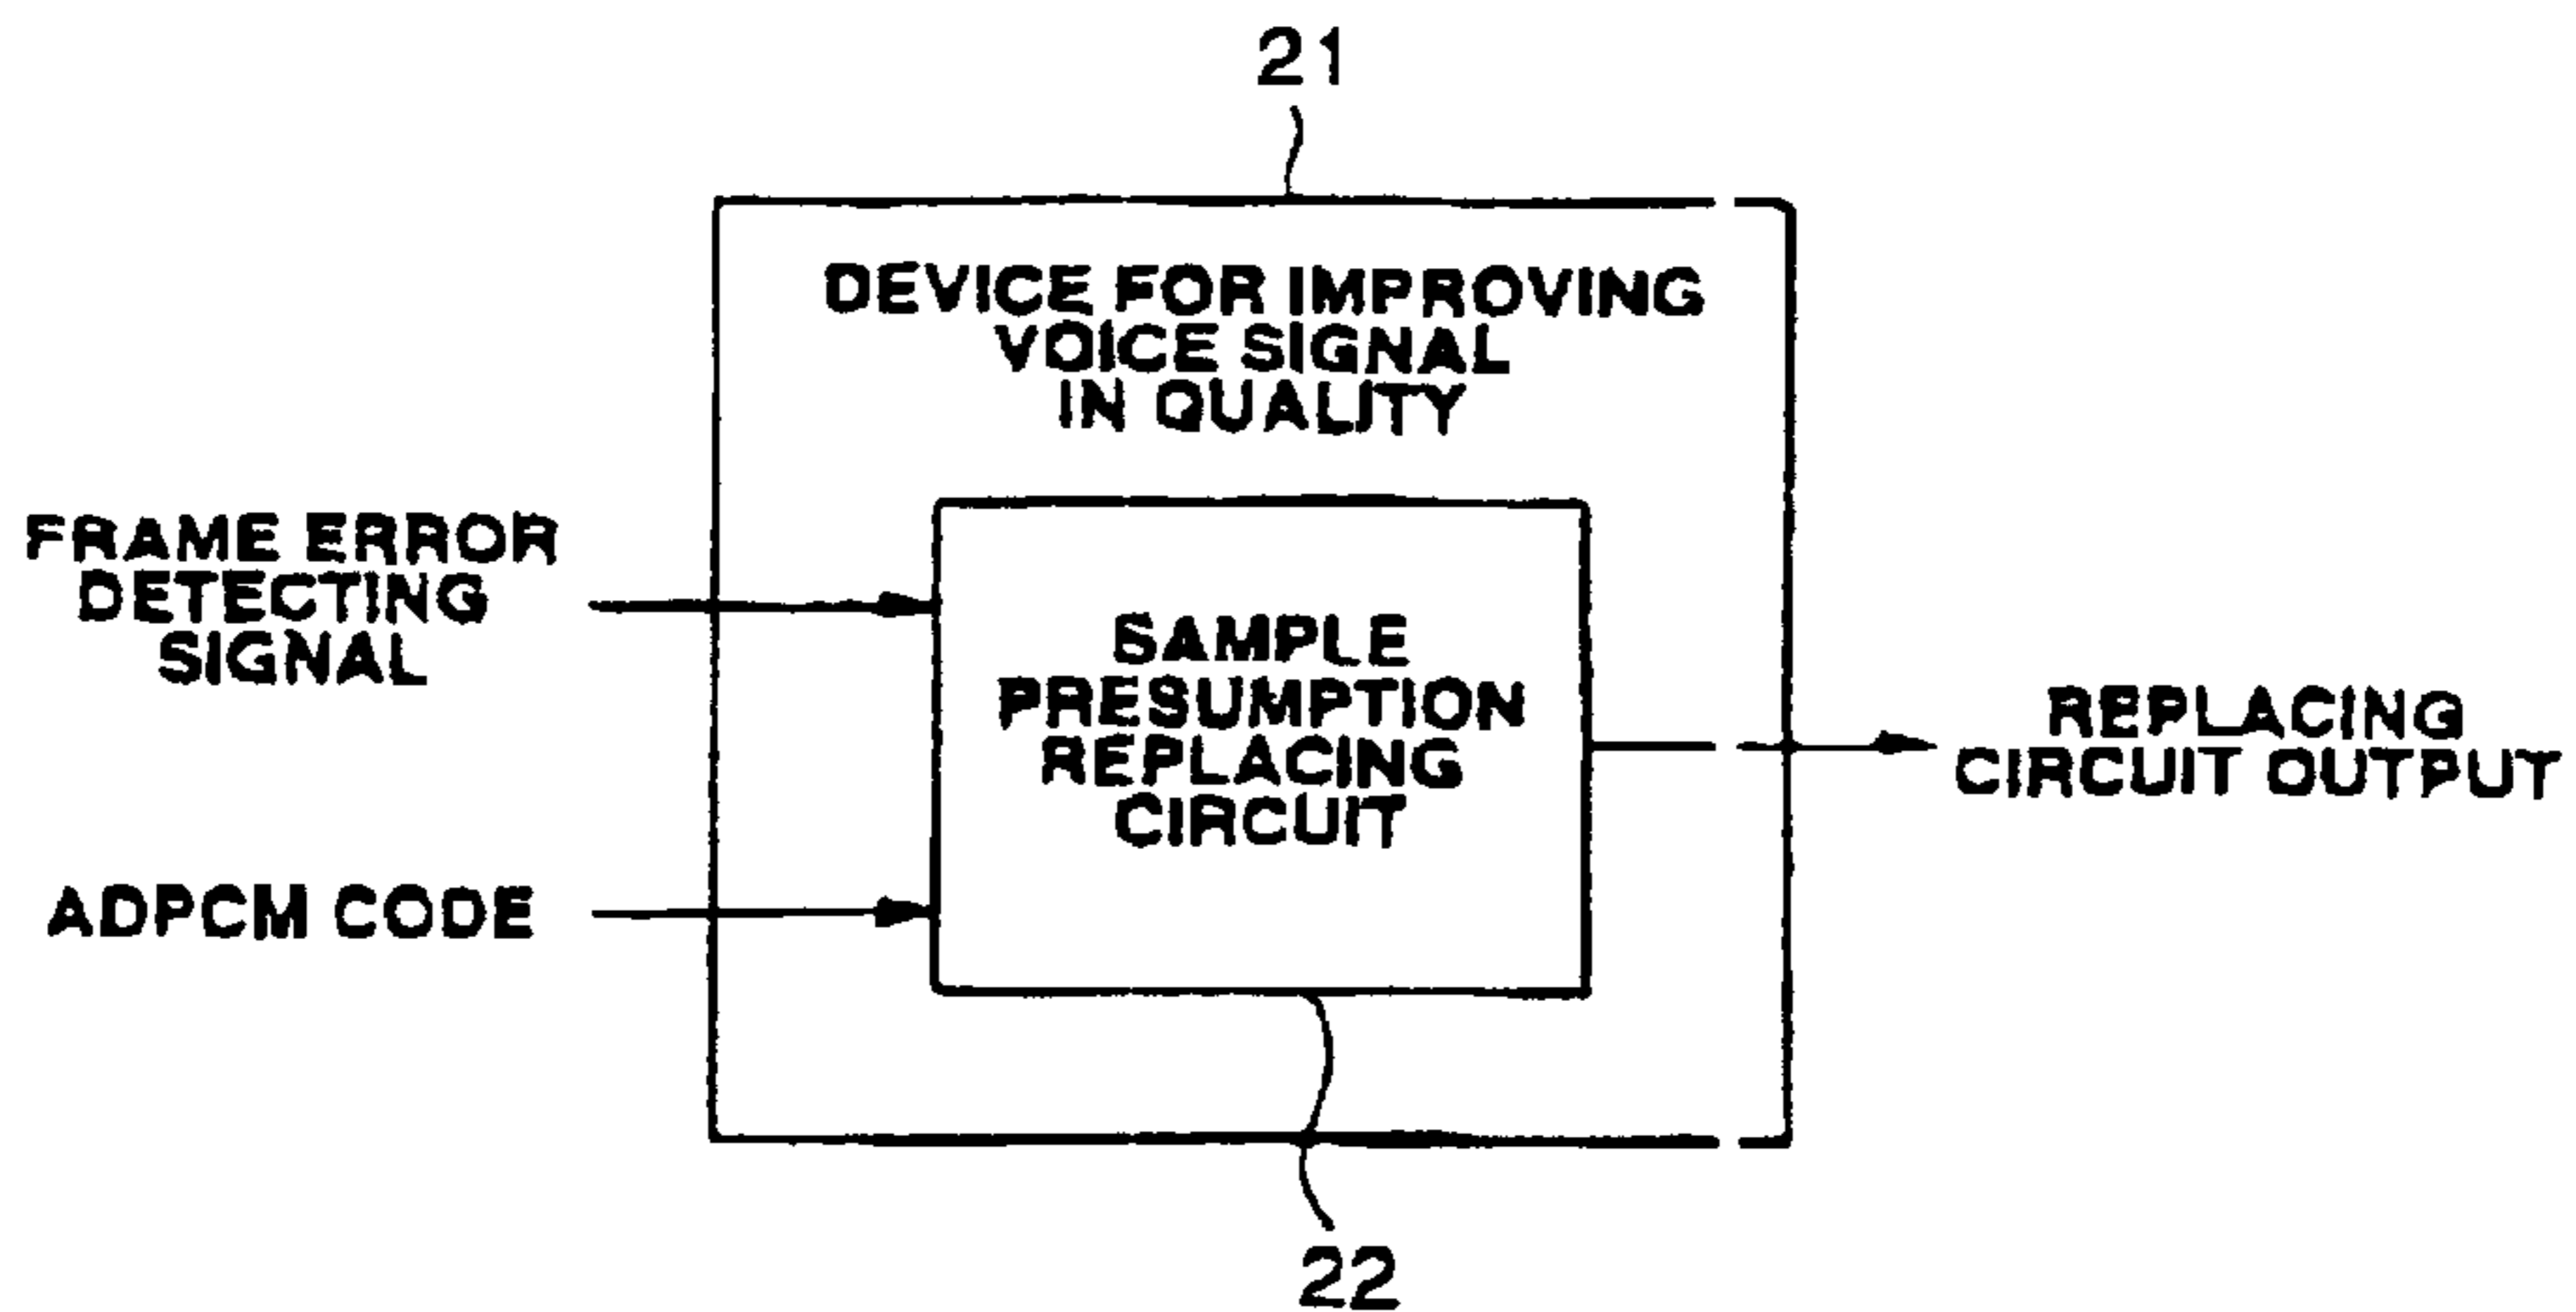 21
DEVICE FOR IMPROVING
VOICE SIGNAL
IN QUALITY
FRAME ERROR
DETECTING
SIGNAL
SAMPLE
PRESUMPTION
REPLACING
CIRCUIT
REPLACING
CIRCUIT OUTPUT
ADPCM CODE
22